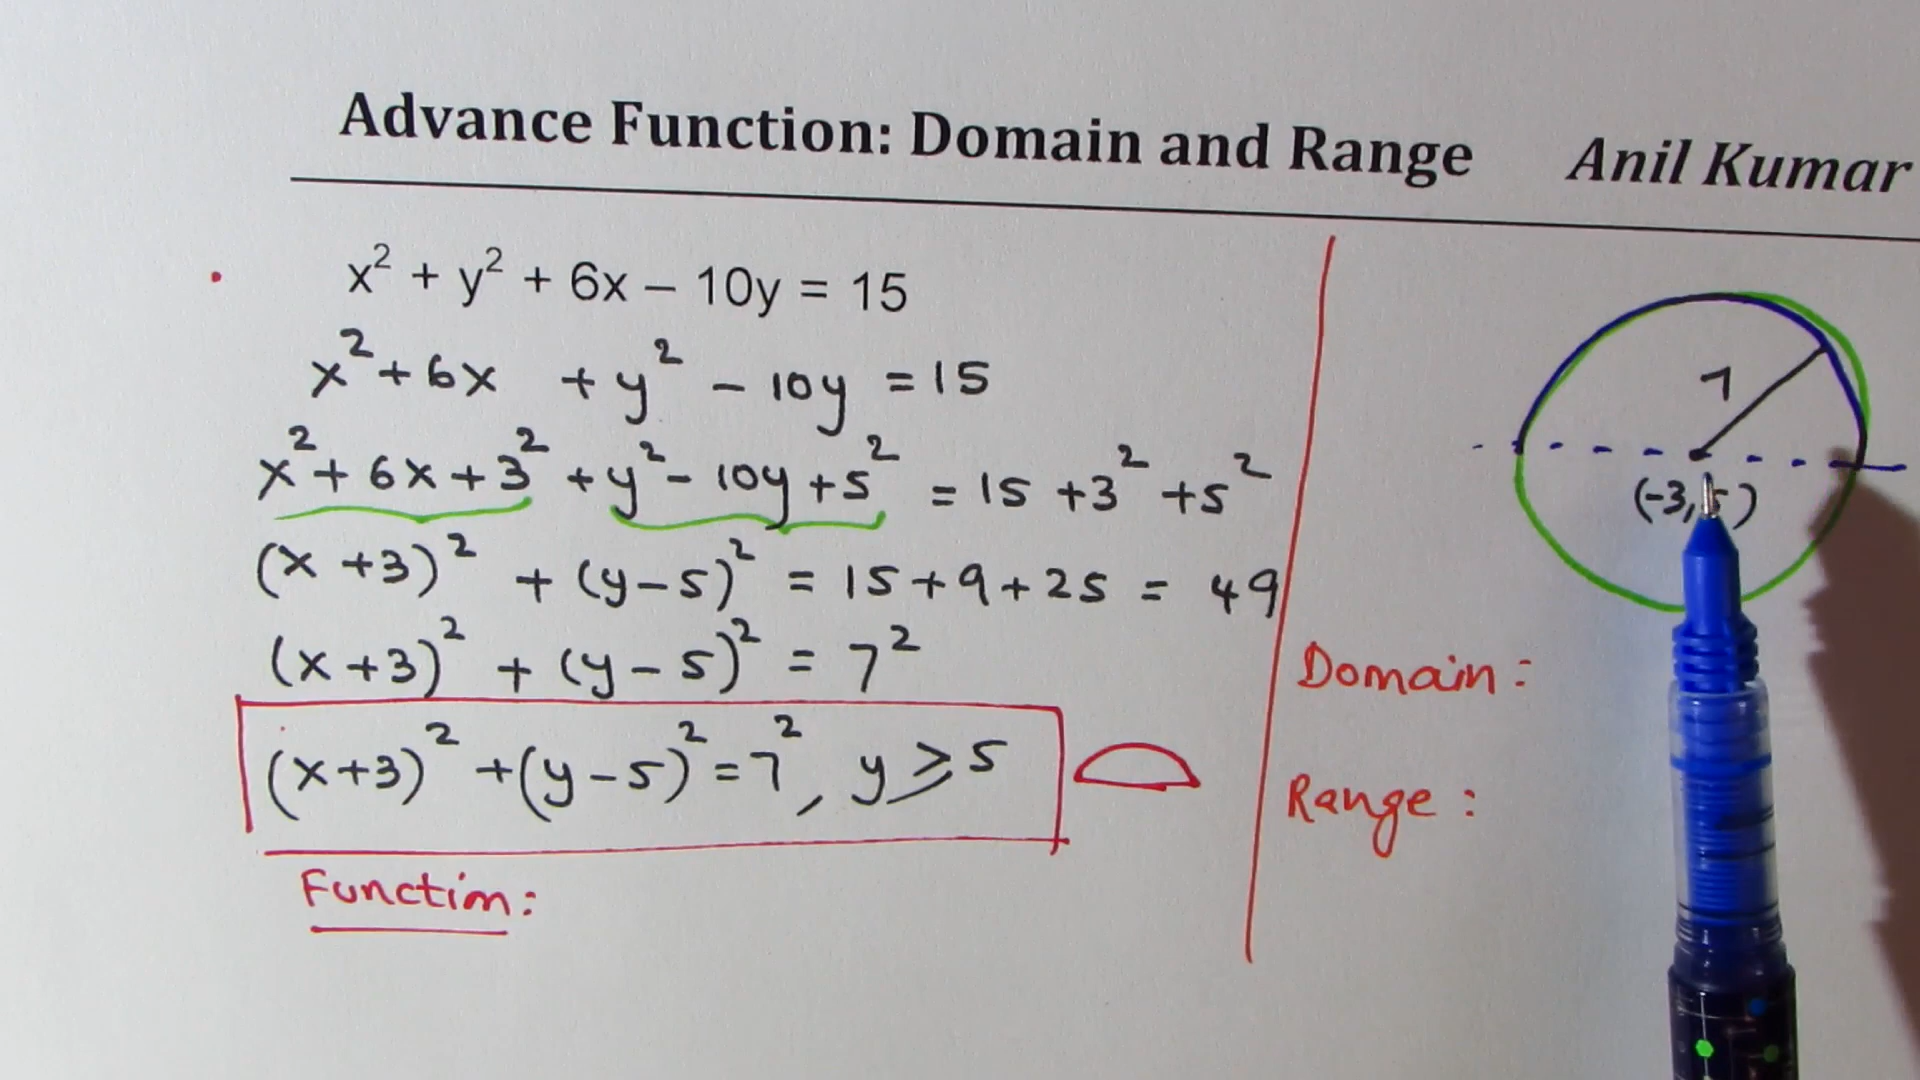 Advance Function: Domain and Range Anil Kumar
x² + y² + 6x – 10y = 15
x² + 6x + y² – 10y = 15
x² + 6x + 3² + y² – 10y + 5² = 15 + 3² + 5²
(x + 3)² + (y – 5)² = 15 + 9 + 25 = 49
(x + 3)² + (y – 5)² = 7²
(x+3)² + (y – 5)² = 7², y ⩾ 5
Function:
7
(-3, )
Domain:
Range: